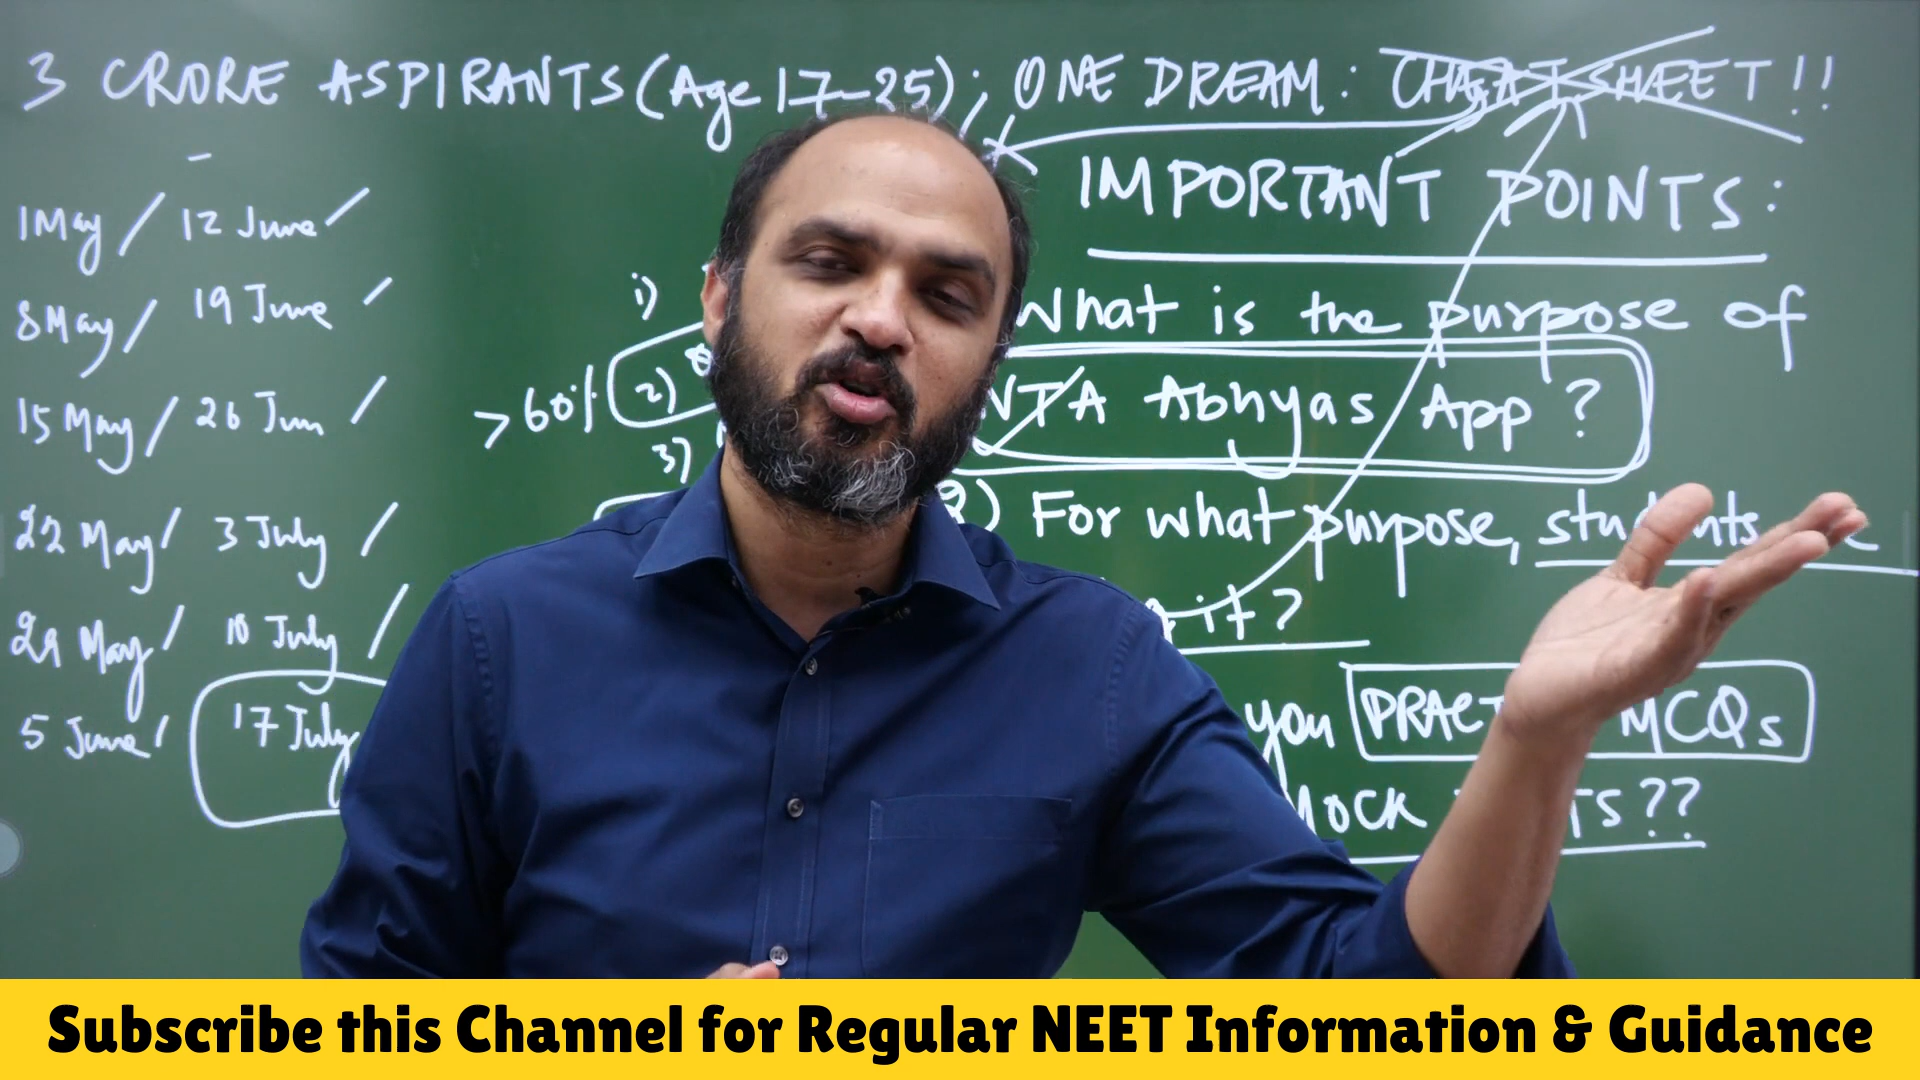 3 CRORE ASPIRANTS (Age 17-25); ONE DREAM: CHEAT SHEET!!
1 May / 12 June /
8 May / 19 June /
15 May / 26 Jun /
22 May / 3 July /
29 May / 10 July /
5 June / 17 July
i)
>60% 2)
3)
IMPORTANT POINTS:
What is the purpose of
NTA Abhyas App?
2) For what purpose, students
it?
you MCQs
MOCK ??
Subscribe this Channel for Regular NEET Information & Guidance